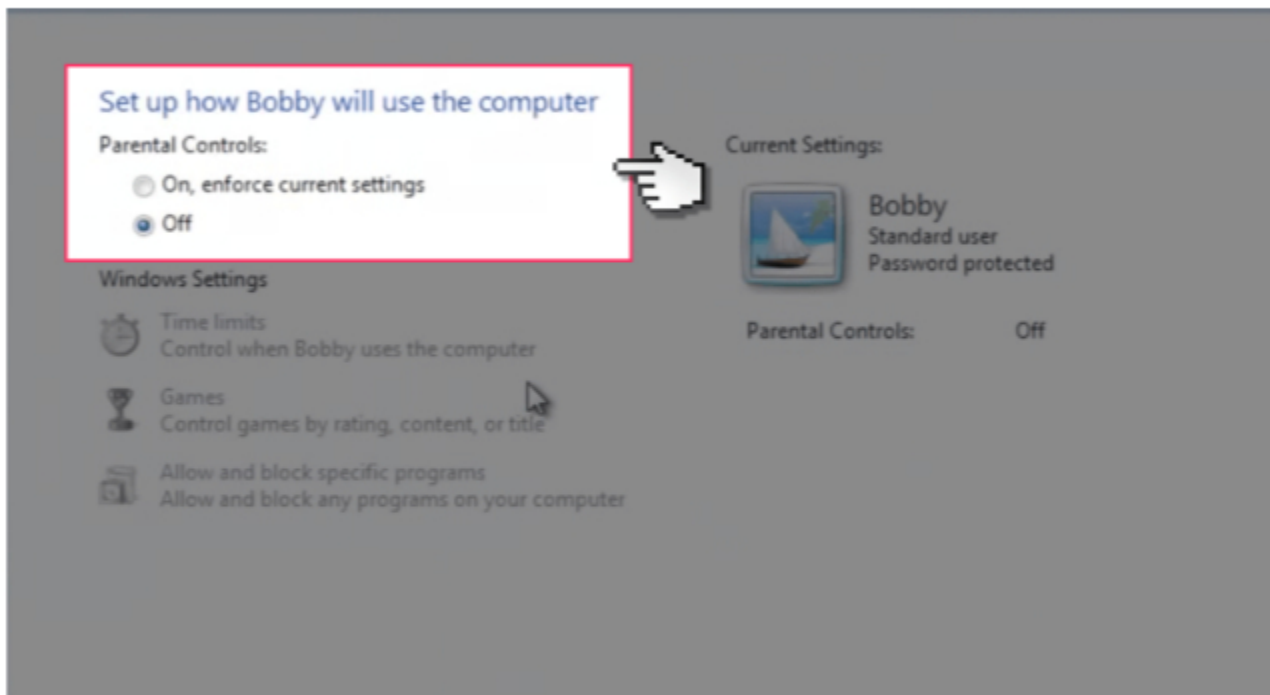 Set up how Bobby will use the computer
Parental Controls:
On, enforce current settings
Off
Windows Settings
Time limits
Control when Bobby uses the computer
Games
Control games by rating, content, or title
Allow and block specific programs
Allow and block any programs on your computer
Current Settings:
Bobby
Standard user
Password protected
Parental Controls: Off